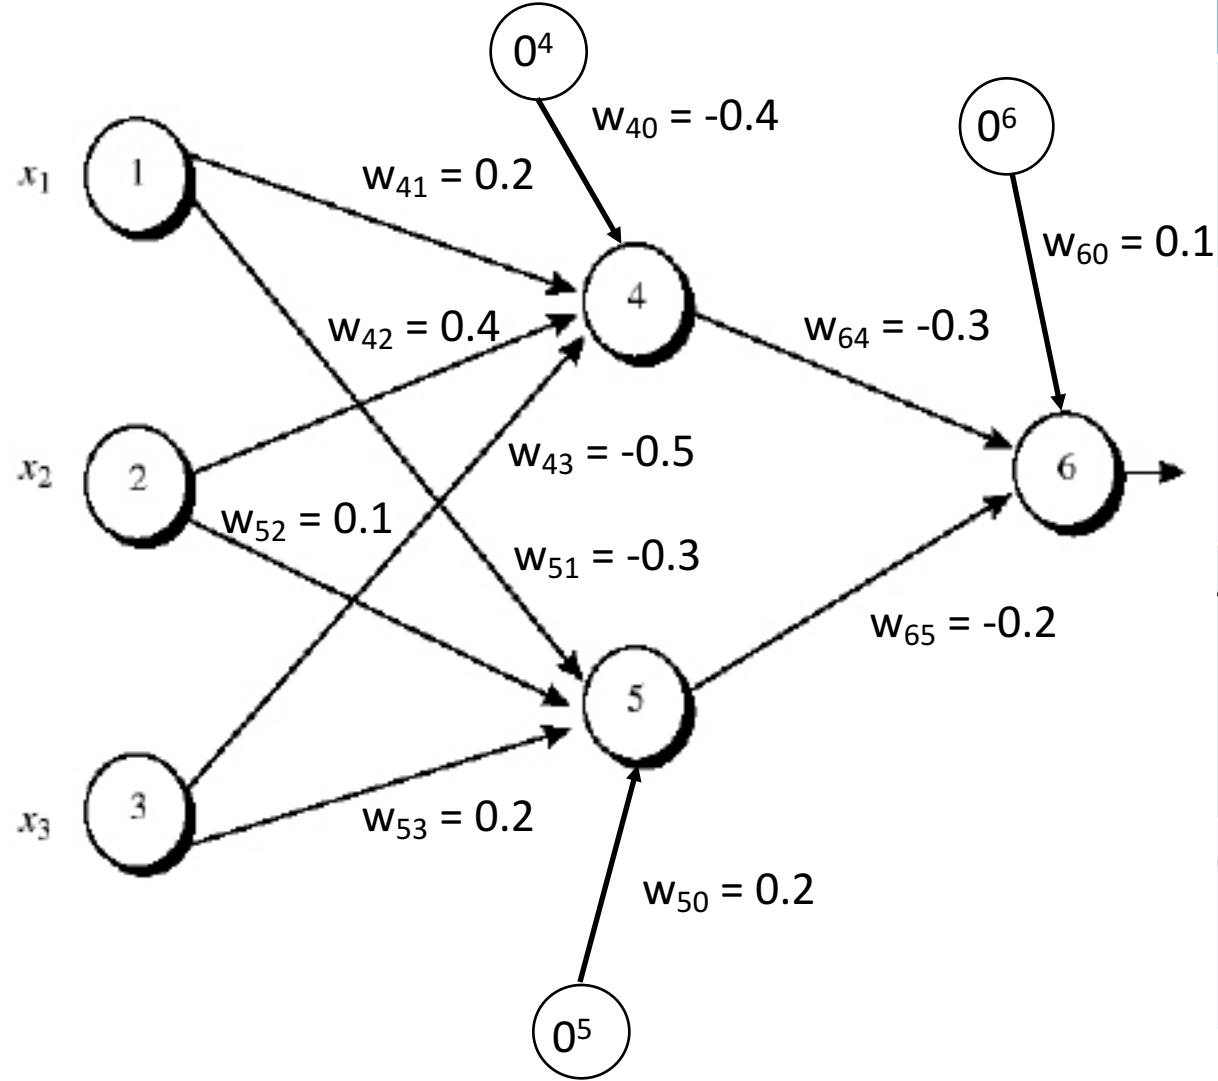 0⁴
w₄₀ = -0.4
0⁶
x₁
1
w₄₁ = 0.2
w₆₀ = 0.1
4
w₄₂ = 0.4
w₆₄ = -0.3
x₂
2
w₄₃ = -0.5
6
w₅₂ = 0.1
w₅₁ = -0.3
w₆₅ = -0.2
5
x₃
3
w₅₃ = 0.2
w₅₀ = 0.2
0⁵